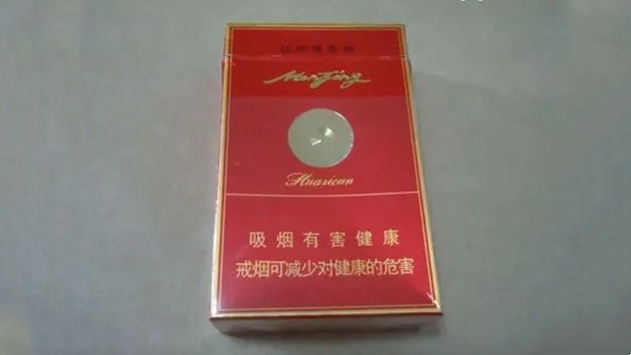 NanJing
Huaxicun
吸烟有害健康
戒烟可减少对健康的危害